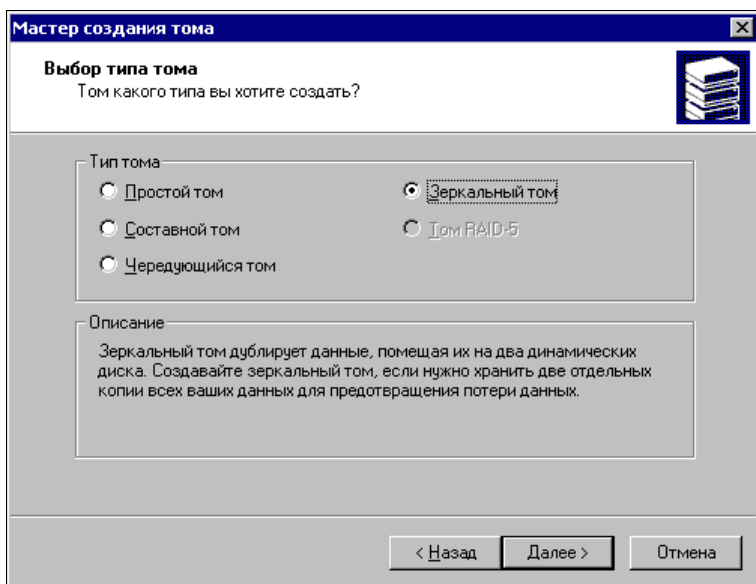 Мастер создания тома
Выбор типа тома
Том какого типа вы хотите создать?
Тип тома
Простой том
Зеркальный том
Составной том
Том RAID-5
Чередующийся том
Описание
Зеркальный том дублирует данные, помещая их на два динамических
диска. Создавайте зеркальный том, если нужно хранить две отдельных
копии всех ваших данных для предотвращения потери данных.
< Назад
Далее >
Отмена